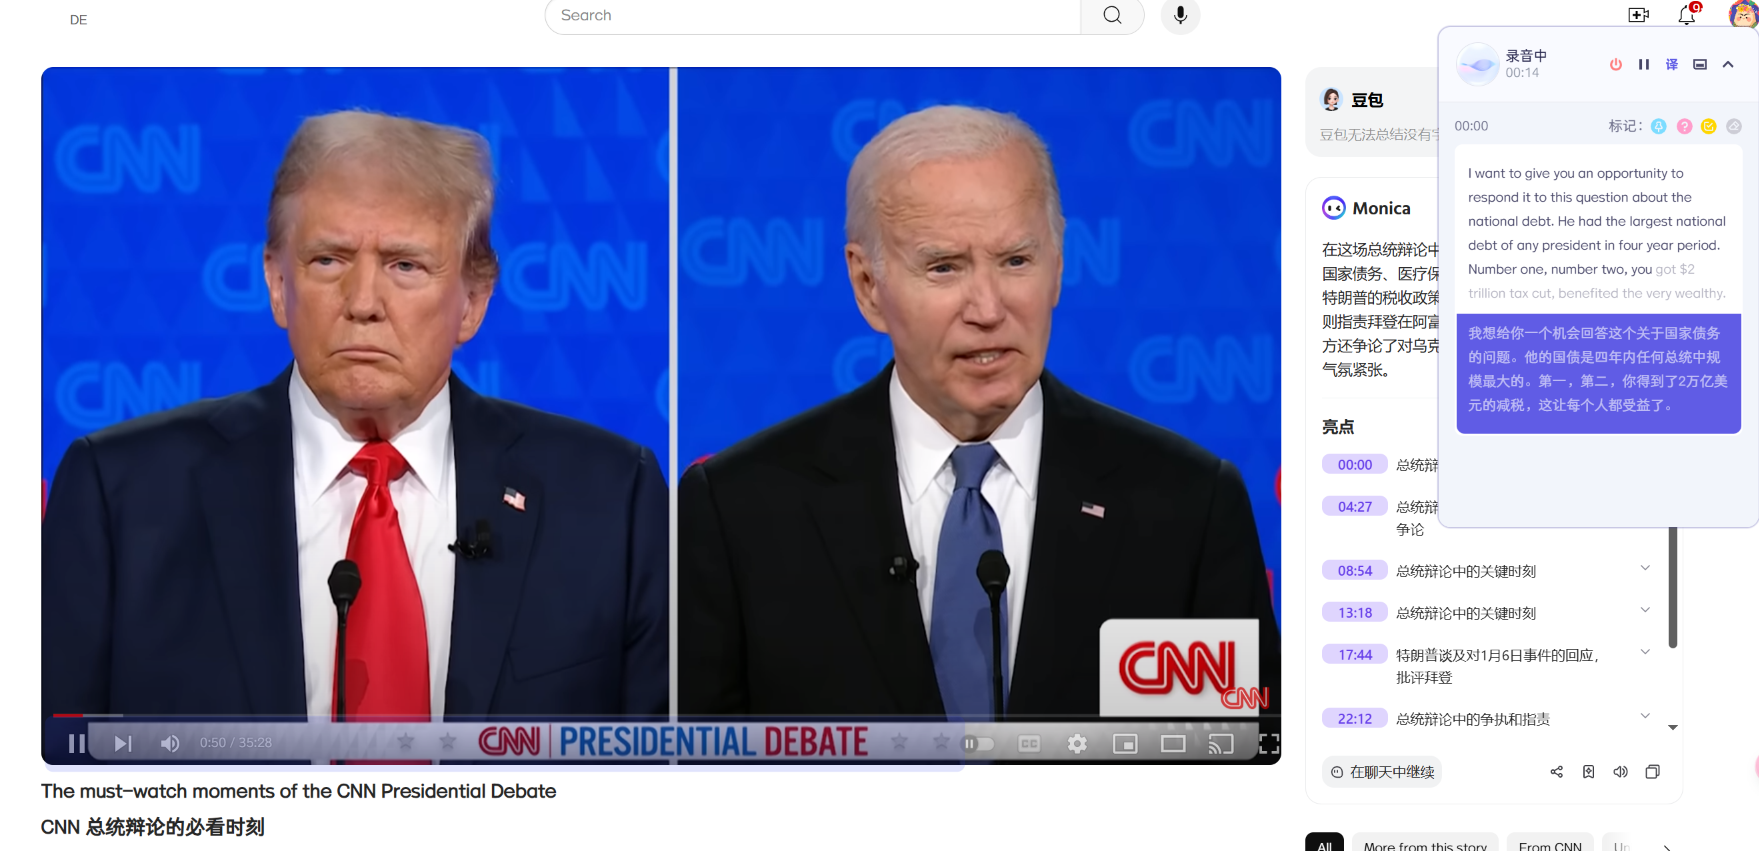 DE
Search
9
CNN
CNN
CNN
CNN
CNN
CNN
CNN
CNN
CNN
CNN
CNN
CNN
CNN PRESIDENTIAL DEBATE
0:50 / 35:28
CC
The must-watch moments of the CNN Presidential Debate
CNN 总统辩论的必看时刻
豆包
豆包无法总结没有字
Monica
在这场总统辩论中
国家债务、医疗保
特朗普的税收政策
则指责拜登在阿富
方还争论了对乌克
气氛紧张。
亮点
00:00 总统辩
04:27 总统辩
争论
08:54 总统辩论中的关键时刻
13:18 总统辩论中的关键时刻
17:44 特朗普谈及对1月6日事件的回应,
批评拜登
22:12 总统辩论中的争执和指责
在聊天中继续
All More from this story From CNN
录音中
00:14
译
00:00 标记:
I want to give you an opportunity to
respond it to this question about the
national debt. He had the largest national
debt of any president in four year period.
Number one, number two, you got $2
trillion tax cut, benefited the very wealthy.
我想给你一个机会回答这个关于国家债务
的问题。他的国债是四年内任何总统中规
模最大的。第一，第二，你得到了2万亿美
元的减税，这让每个人都受益了。